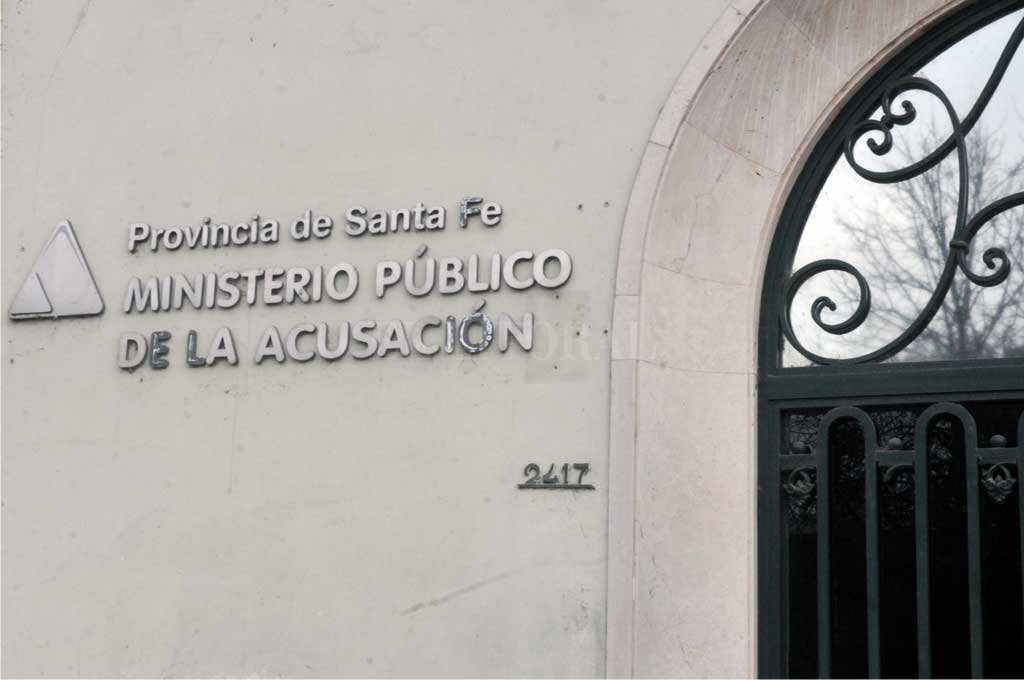 Provincia de Santa Fe
MINISTERIO PÚBLICO
DE LA ACUSACIÓN
2417